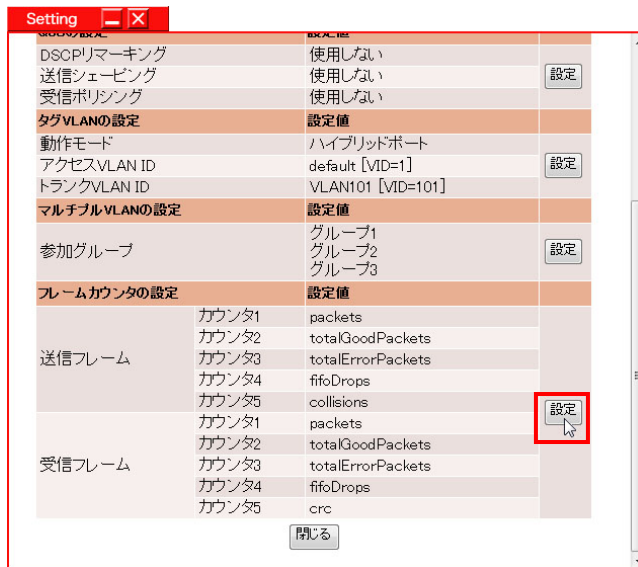 Setting
DSCPリマーキング 使用しない
送信シェーピング 使用しない 設定
受信ポリシング 使用しない
タグVLANの設定 設定値
動作モード ハイブリッドポート
アクセスVLAN ID default [VID=1] 設定
トランクVLAN ID VLAN101 [VID=101]
マルチプルVLANの設定 設定値
グループ1
参加グループ グループ2 設定
グループ3
フレームカウンタの設定 設定値
カウンタ1 packets
カウンタ2 totalGoodPackets
送信フレーム カウンタ3 totalErrorPackets
カウンタ4 fifoDrops
カウンタ5 collisions
設定
カウンタ1 packets
カウンタ2 totalGoodPackets
受信フレーム カウンタ3 totalErrorPackets
カウンタ4 fifoDrops
カウンタ5 crc
閉じる